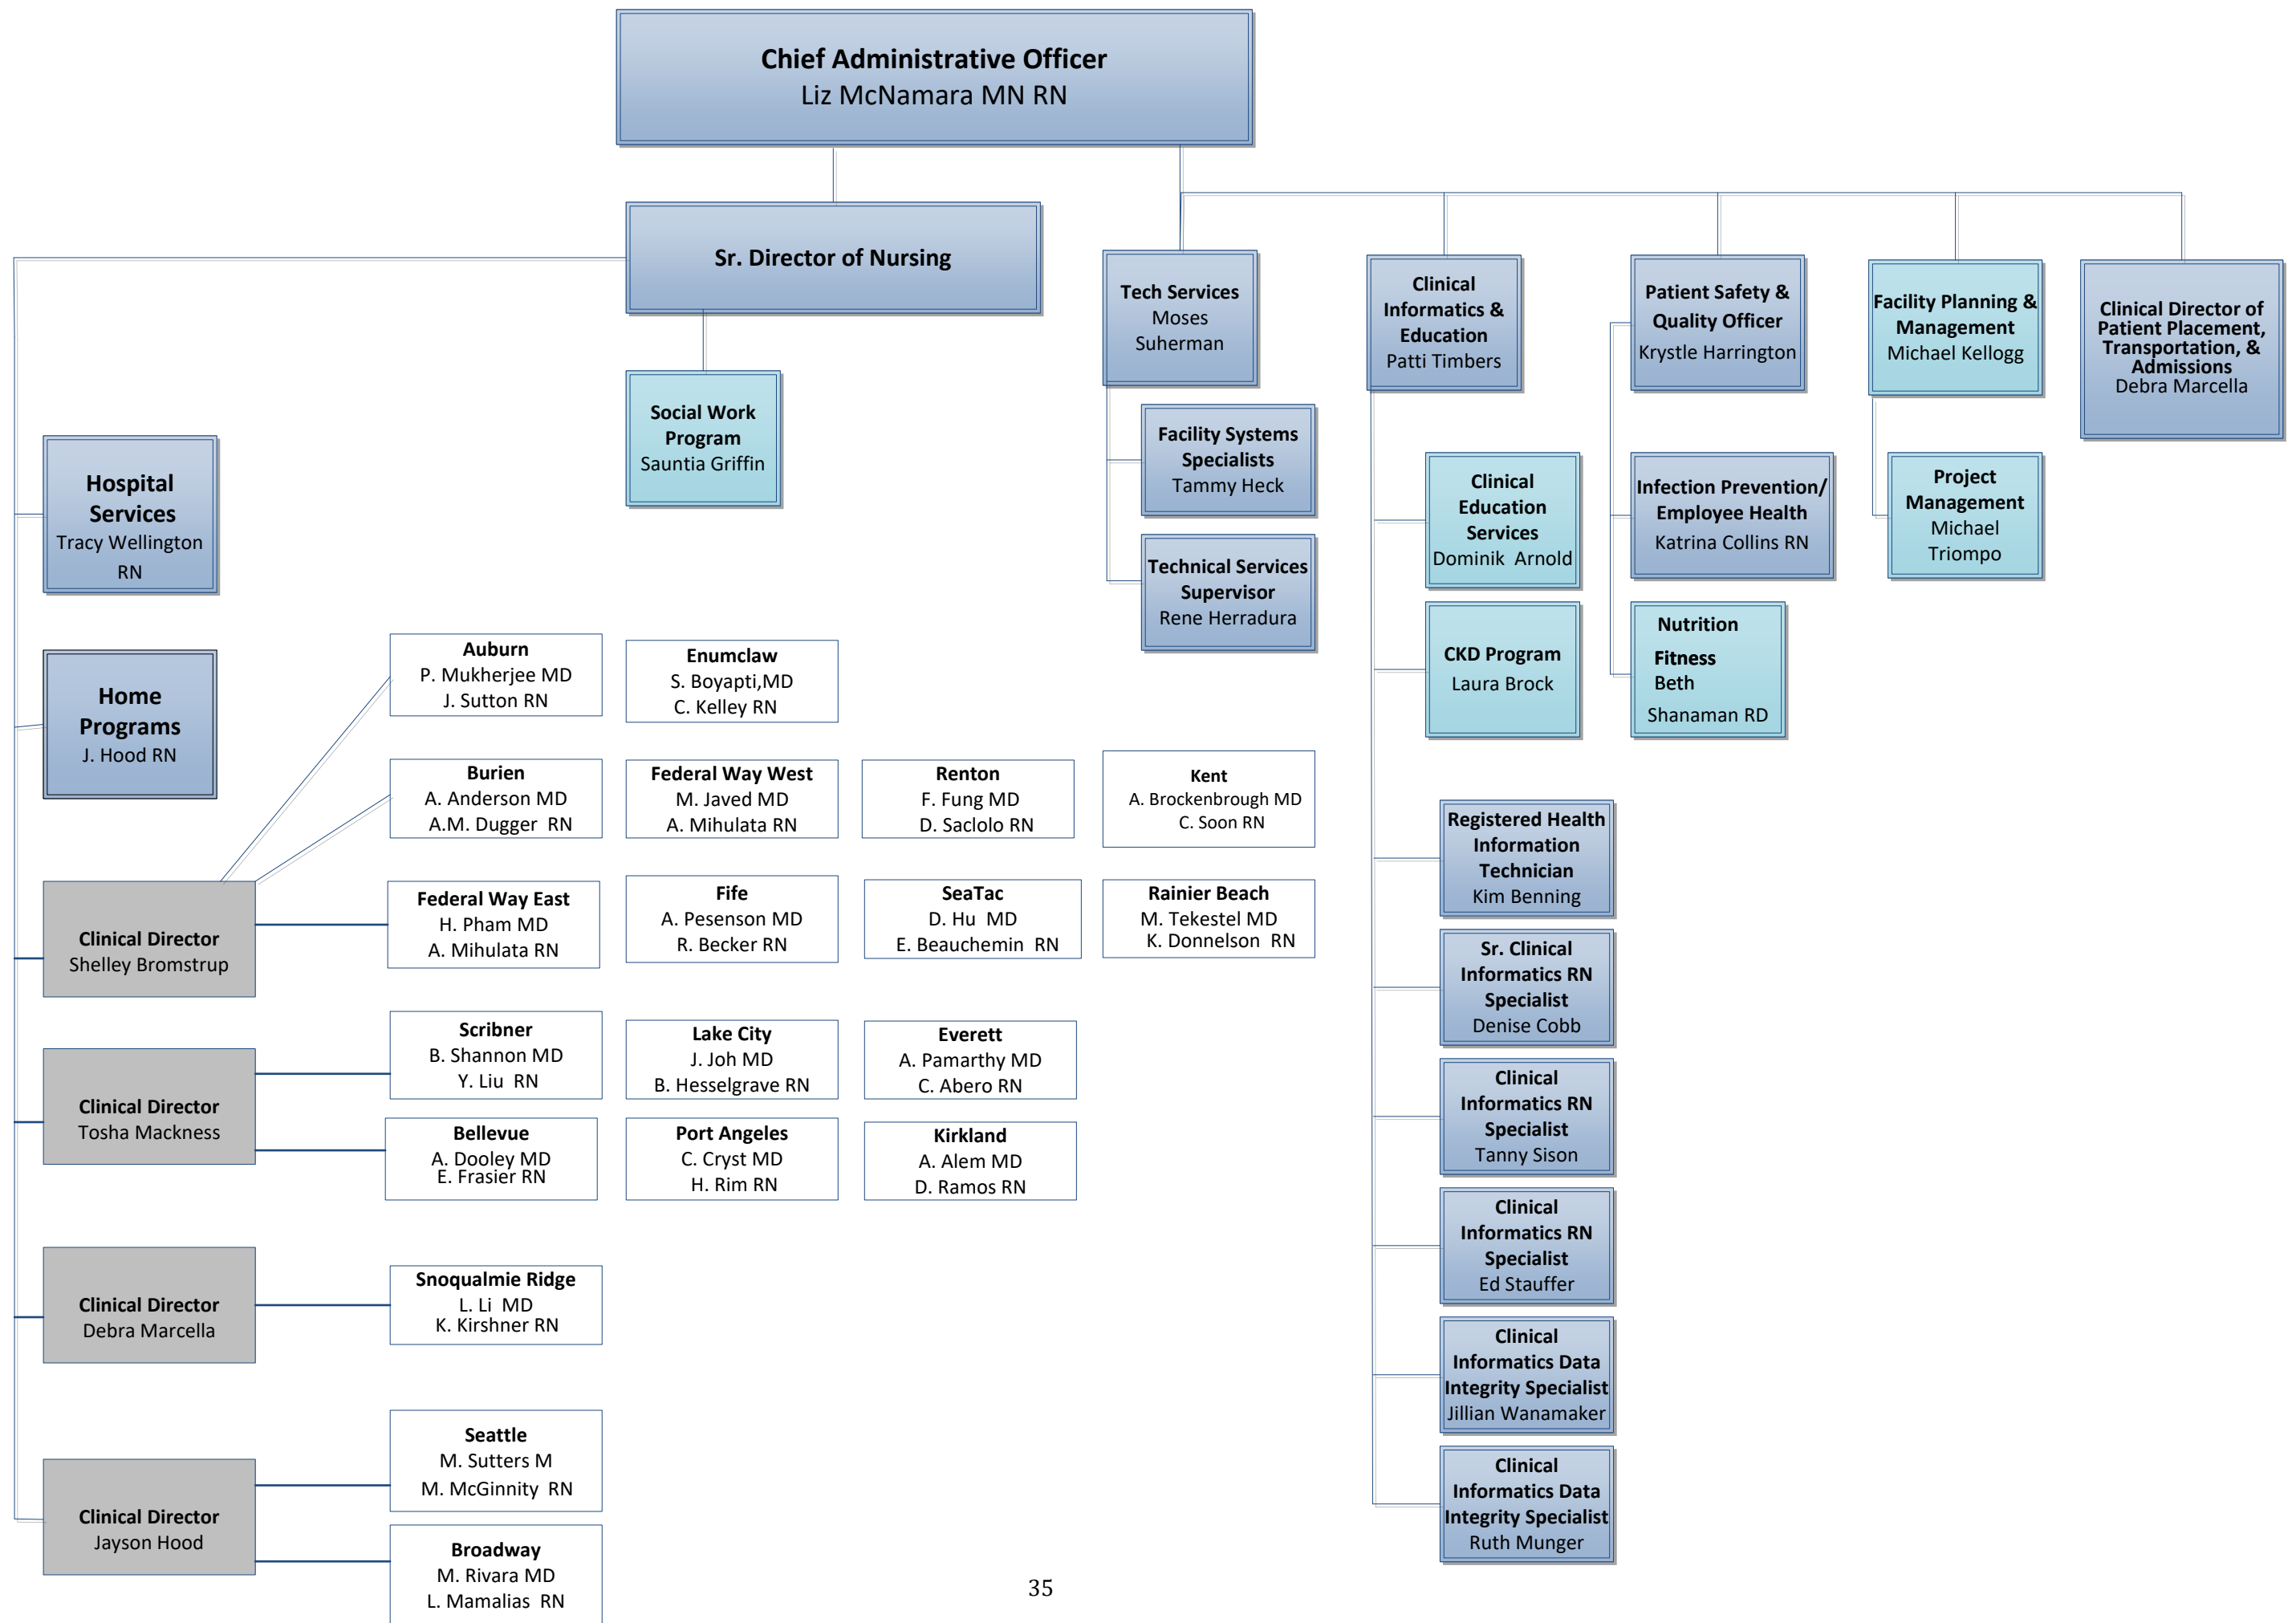 Chief Administrative Officer
Liz McNamara MN RN
Sr. Director of Nursing
Tech Services
Moses
Suherman
Clinical
Informatics &
Education
Patti Timbers
Patient Safety &
Quality Officer
Krystle Harrington
Facility Planning &
Management
Michael Kellogg
Clinical Director of
Patient Placement,
Transportation, &
Admissions
Debra Marcella
Social Work
Program
Sauntia Griffin
Facility Systems
Specialists
Tammy Heck
Technical Services
Supervisor
Rene Herradura
Clinical
Education
Services
Dominik Arnold
CKD Program
Laura Brock
Infection Prevention/
Employee Health
Katrina Collins RN
Nutrition
Fitness
Beth
Shanaman RD
Project
Management
Michael
Triompo
Hospital
Services
Tracy Wellington
RN
Home
Programs
J. Hood RN
Auburn
P. Mukherjee MD
J. Sutton RN
Enumclaw
S. Boyapti,MD
C. Kelley RN
Burien
A. Anderson MD
A.M. Dugger RN
Federal Way West
M. Javed MD
A. Mihulata RN
Renton
F. Fung MD
D. Saclolo RN
Kent
A. Brockenbrough MD
C. Soon RN
Clinical Director
Shelley Bromstrup
Federal Way East
H. Pham MD
A. Mihulata RN
Fife
A. Pesenson MD
R. Becker RN
SeaTac
D. Hu MD
E. Beauchemin RN
Rainier Beach
M. Tekestel MD
K. Donnelson RN
Clinical Director
Tosha Mackness
Scribner
B. Shannon MD
Y. Liu RN
Lake City
J. Joh MD
B. Hesselgrave RN
Everett
A. Pamarthy MD
C. Abero RN
Bellevue
A. Dooley MD
E. Frasier RN
Port Angeles
C. Cryst MD
H. Rim RN
Kirkland
A. Alem MD
D. Ramos RN
Clinical Director
Debra Marcella
Snoqualmie Ridge
L. Li MD
K. Kirshner RN
Clinical Director
Jayson Hood
Seattle
M. Sutters M
M. McGinnity RN
Broadway
M. Rivara MD
L. Mamalias RN
Registered Health
Information
Technician
Kim Benning
Sr. Clinical
Informatics RN
Specialist
Denise Cobb
Clinical
Informatics RN
Specialist
Tanny Sison
Clinical
Informatics RN
Specialist
Ed Stauffer
Clinical
Informatics Data
Integrity Specialist
Jillian Wanamaker
Clinical
Informatics Data
Integrity Specialist
Ruth Munger
35